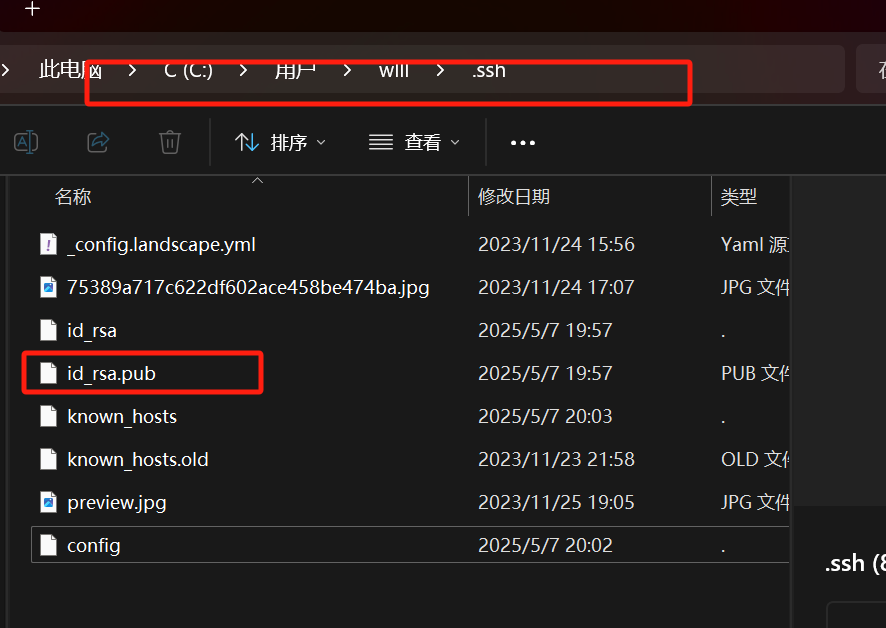 +
此电脑 > C (C:) > 用户 > will > .ssh
排序 查看 •••
名称 修改日期 类型
_config.landscape.yml 2023/11/24 15:56 Yaml 源
75389a717c622df602ace458be474ba.jpg 2023/11/24 17:07 JPG 文件
id_rsa 2025/5/7 19:57 .
id_rsa.pub 2025/5/7 19:57 PUB 文件
known_hosts 2025/5/7 20:03 .
known_hosts.old 2023/11/23 21:58 OLD 文件
preview.jpg 2023/11/25 19:05 JPG 文件
config 2025/5/7 20:02 .
.ssh (8